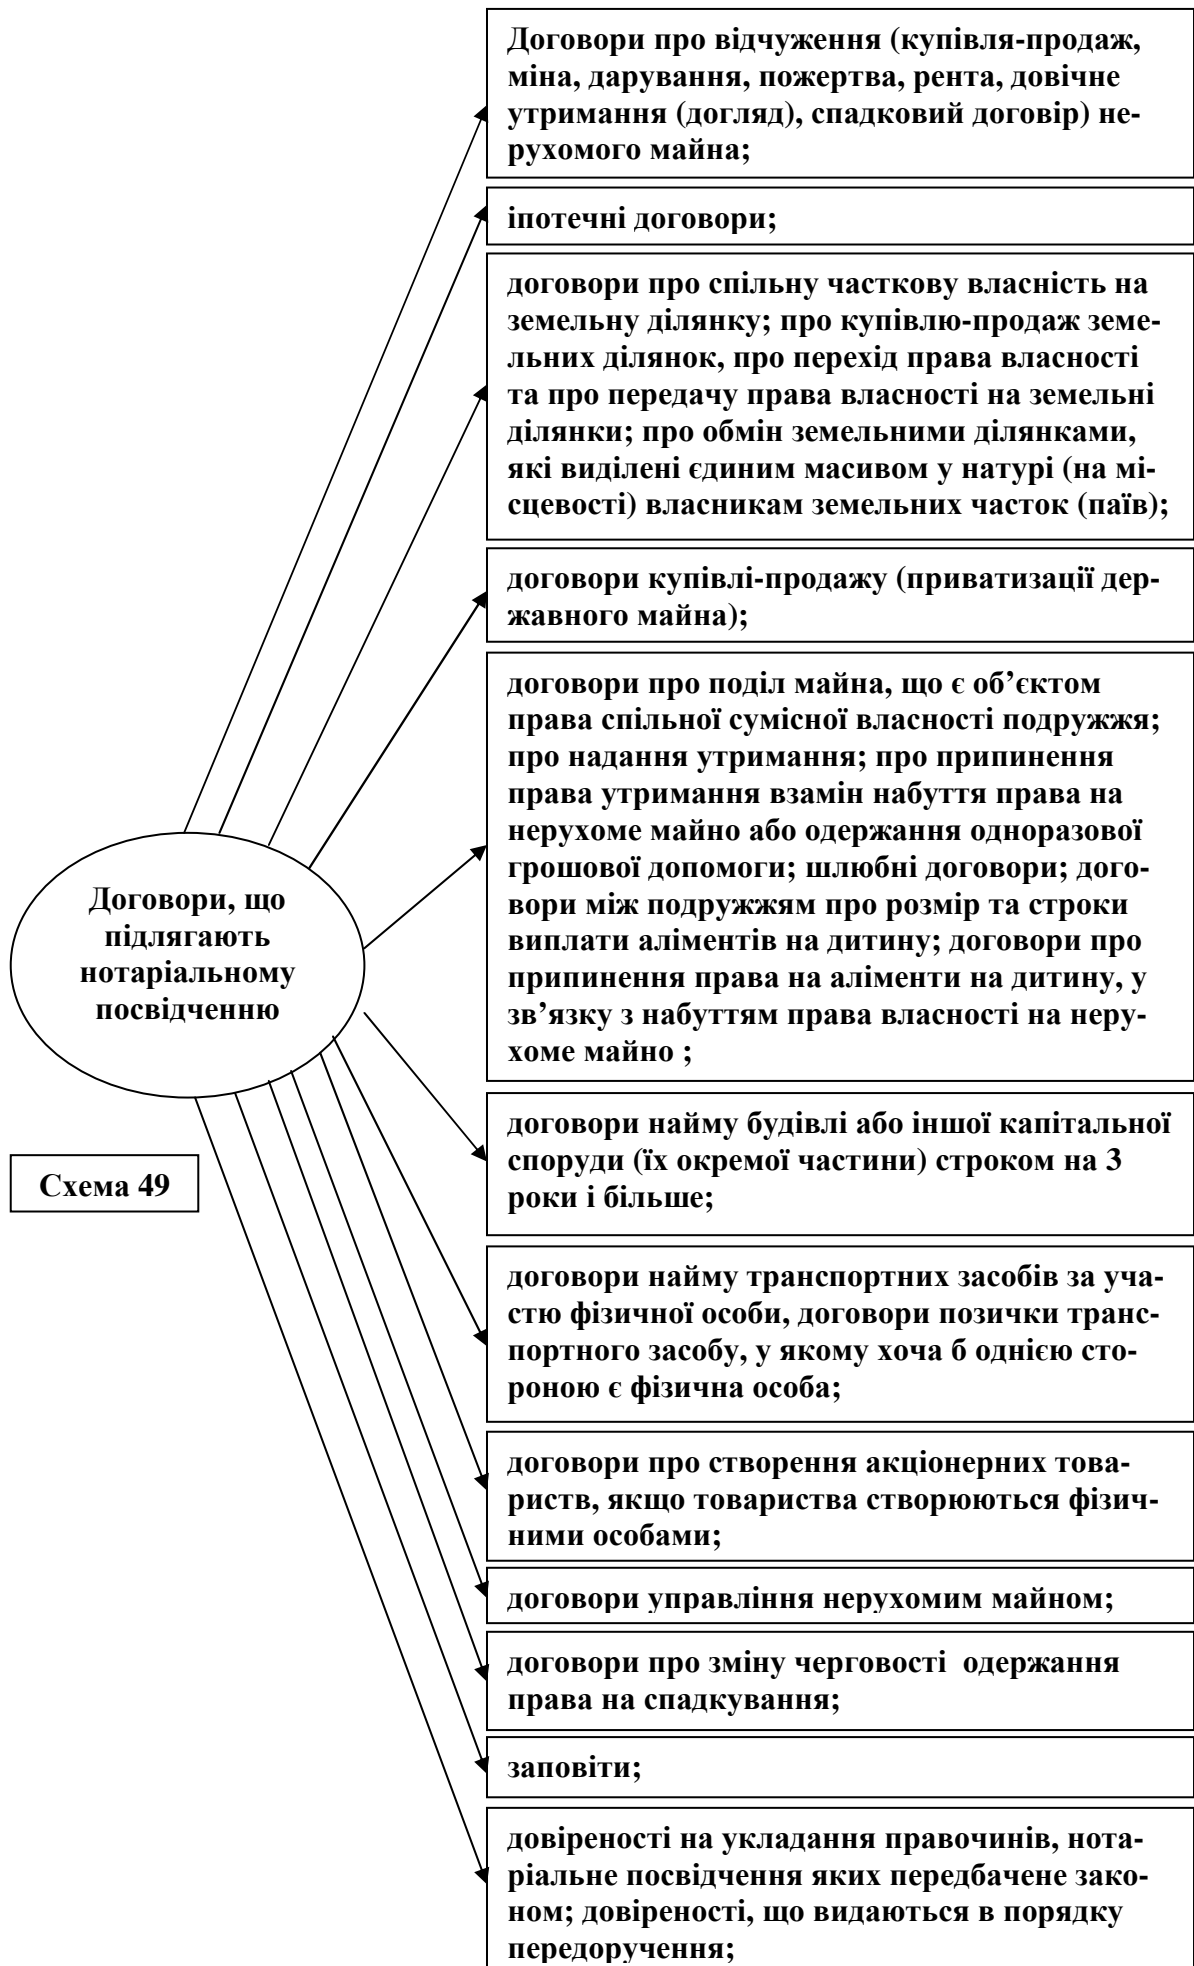 Договори про відчуження (купівля-продаж,
міна, дарування, пожертва, рента, довічне
утримання (догляд), спадковий договір) не-
рухомого майна;
іпотечні договори;
договори про спільну часткову власність на
земельну ділянку; про купівлю-продаж земе-
льних ділянок, про перехід права власності
та про передачу права власності на земельні
ділянки; про обмін земельними ділянками,
які виділені єдиним масивом у натурі (на мі-
сцевості) власникам земельних часток (паїв);
договори купівлі-продажу (приватизації дер-
жавного майна);
договори про поділ майна, що є об’єктом
права спільної сумісної власності подружжя;
про надання утримання; про припинення
права утримання взамін набуття права на
нерухоме майно або одержання одноразової
грошової допомоги; шлюбні договори; дого-
вори між подружжям про розмір та строки
виплати аліментів на дитину; договори про
припинення права на аліменти на дитину, у
зв’язку з набуттям права власності на неру-
хоме майно ;
Договори, що
підлягають
нотаріальному
посвідченню
Схема 49
договори найму будівлі або іншої капітальної
споруди (їх окремої частини) строком на 3
роки і більше;
договори найму транспортних засобів за уча-
стю фізичної особи, договори позички транс-
портного засобу, у якому хоча б однією сто-
роною є фізична особа;
договори про створення акціонерних това-
риств, якщо товариства створюються фізич-
ними особами;
договори управління нерухомим майном;
договори про зміну черговості  одержання
права на спадкування;
заповіти;
довіреності на укладання правочинів, нота-
ріальне посвідчення яких передбачене зако-
ном; довіреності, що видаються в порядку
передоручення;